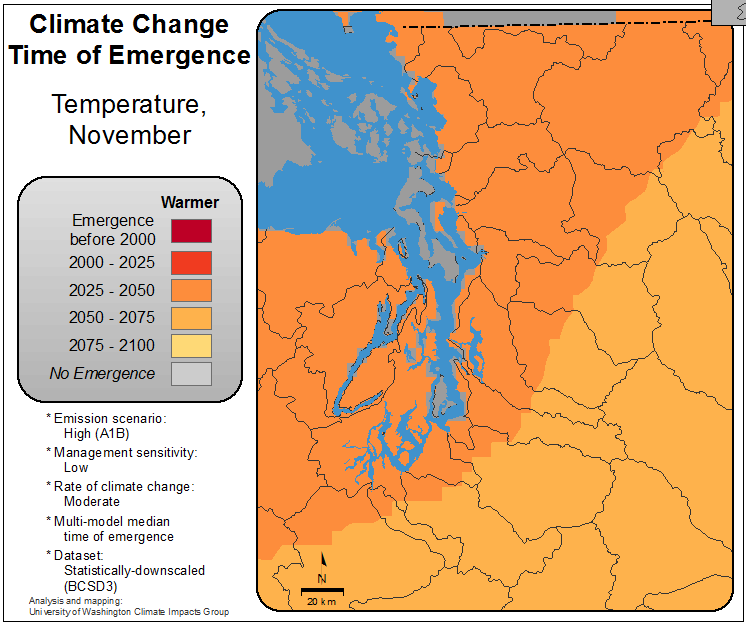 Climate Change
Time of Emergence
Temperature,
November
Warmer
Emergence
before 2000
2000 - 2025
2025 - 2050
2050 - 2075
2075 - 2100
No Emergence
* Emission scenario:
High (A1B)
* Management sensitivity:
Low
* Rate of climate change:
Moderate
* Multi-model median
time of emergence
* Dataset:
Statistically-downscaled
(BCSD3)
Analysis and mapping:
University of Washington Climate Impacts Group
N
20 km